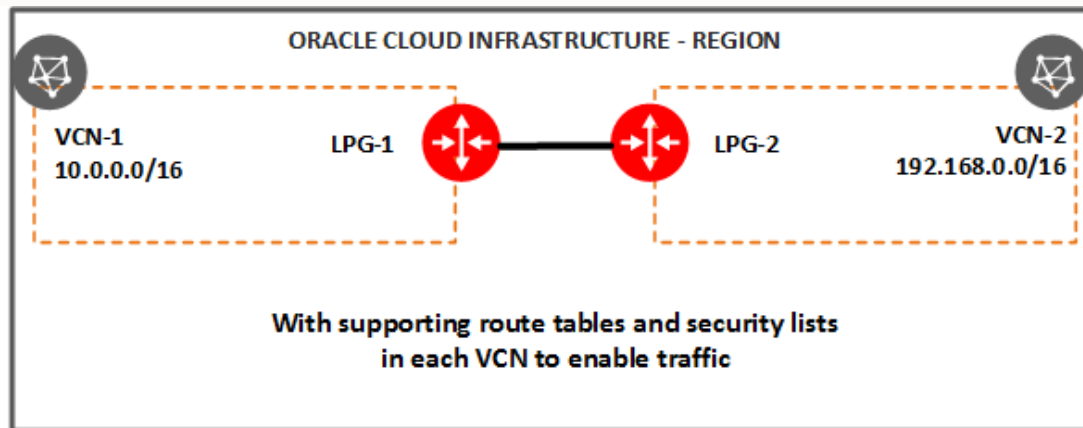 ORACLE CLOUD INFRASTRUCTURE - REGION
VCN-1
10.0.0.0/16
LPG-1
LPG-2
VCN-2
192.168.0.0/16
With supporting route tables and security lists
in each VCN to enable traffic